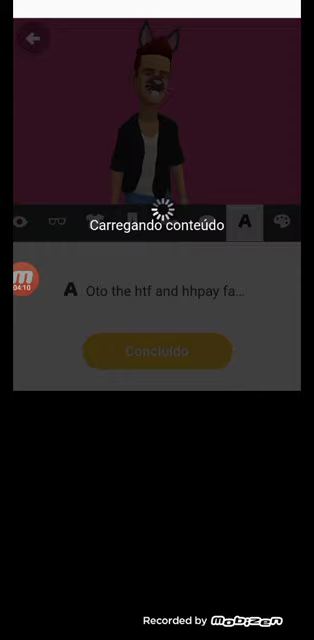 Carregando conteúdo
A
04:10
A Oto the htf and hhpay fa...
Concluído
Recorded by mobizen